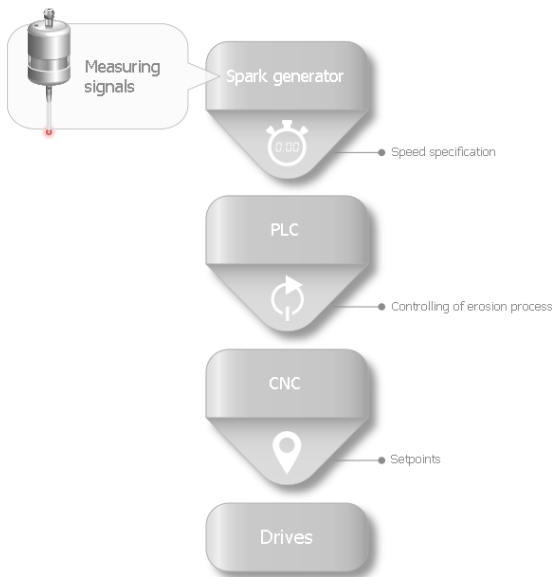 Measuring
signals
Spark generator
0.00
Speed specification
PLC
Controlling of erosion process
CNC
Setpoints
Drives